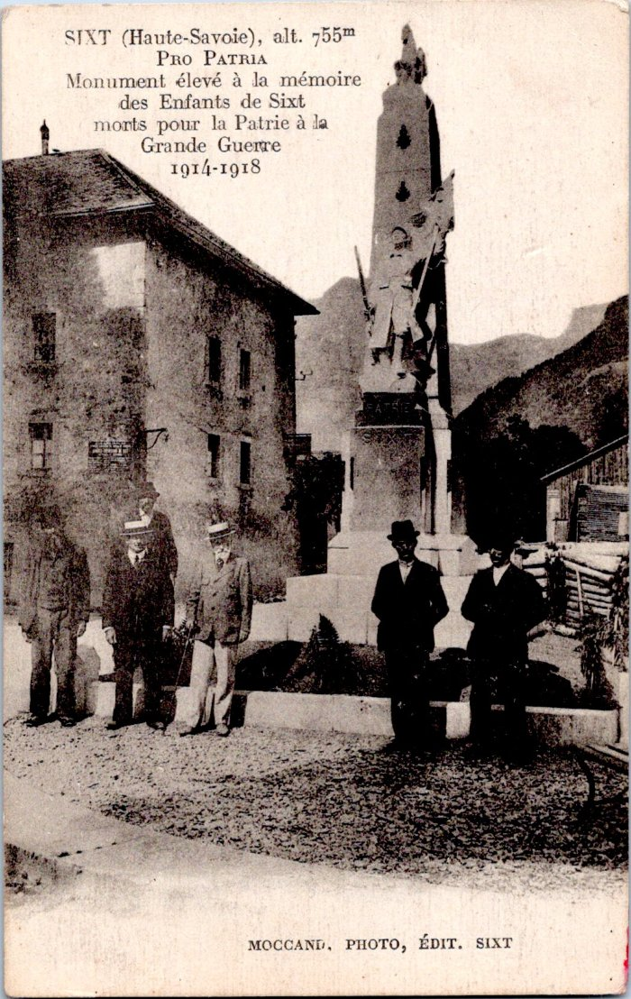 SIXT (Haute-Savoie), alt. 755m
PRO PATRIA
Monument élevé à la mémoire
des Enfants de Sixt
morts pour la Patrie à la
Grande Guerre
1914-1918
PATRIE
MOCCAND, PHOTO, ÉDIT. SIXT